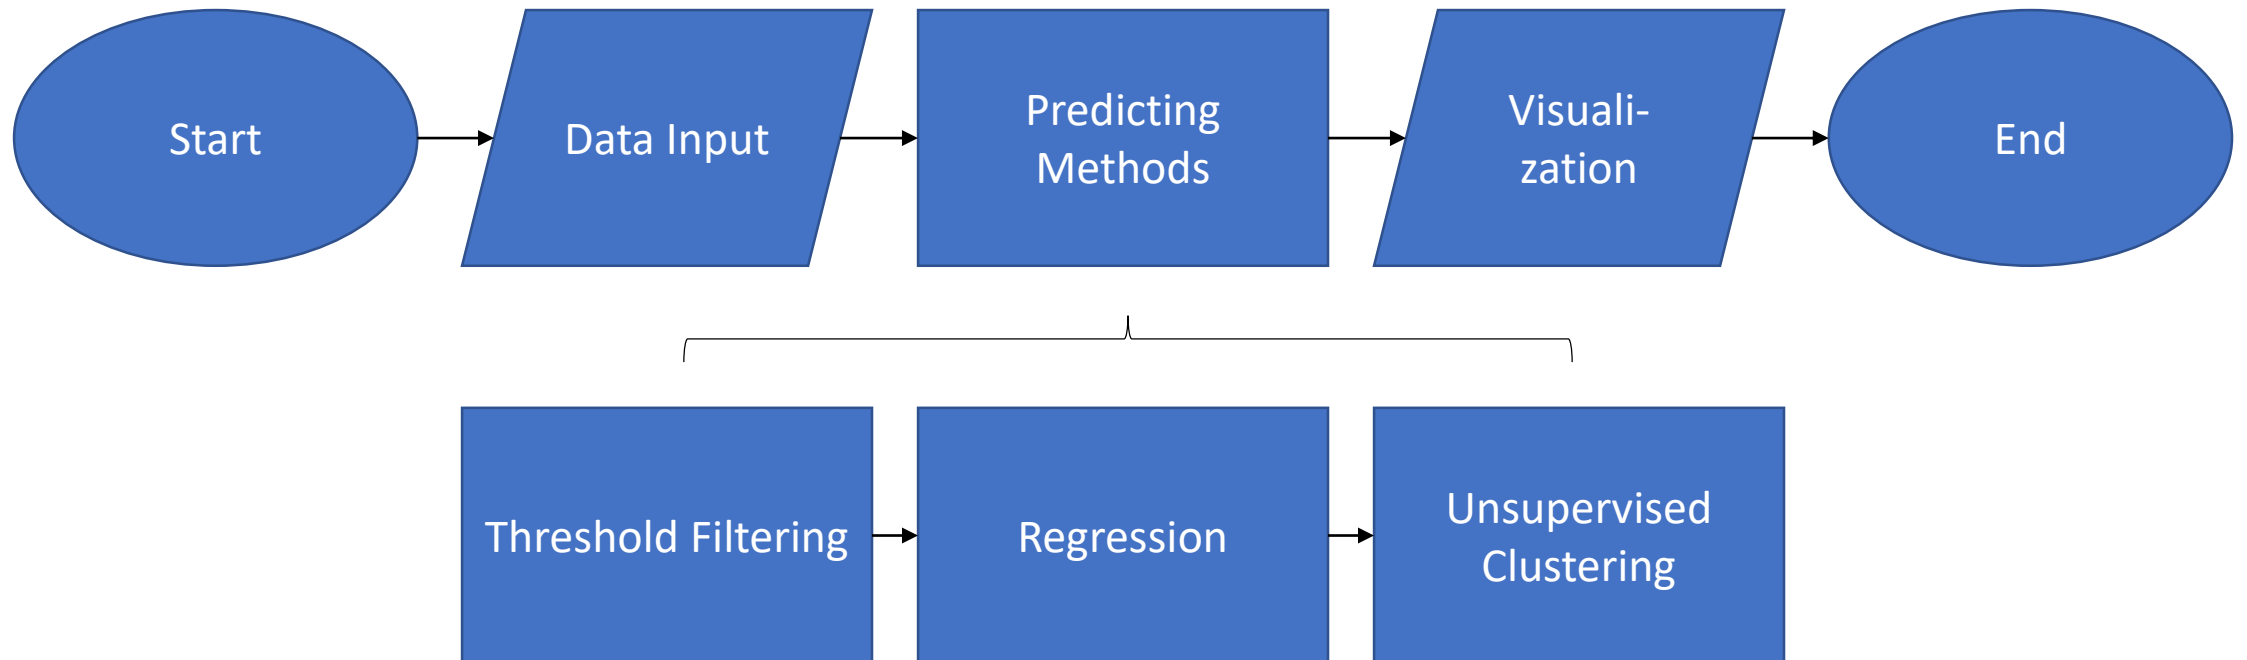 Start
Data Input
Predicting
Methods
Visuali-
zation
End
Threshold Filtering
Regression
Unsupervised
Clustering